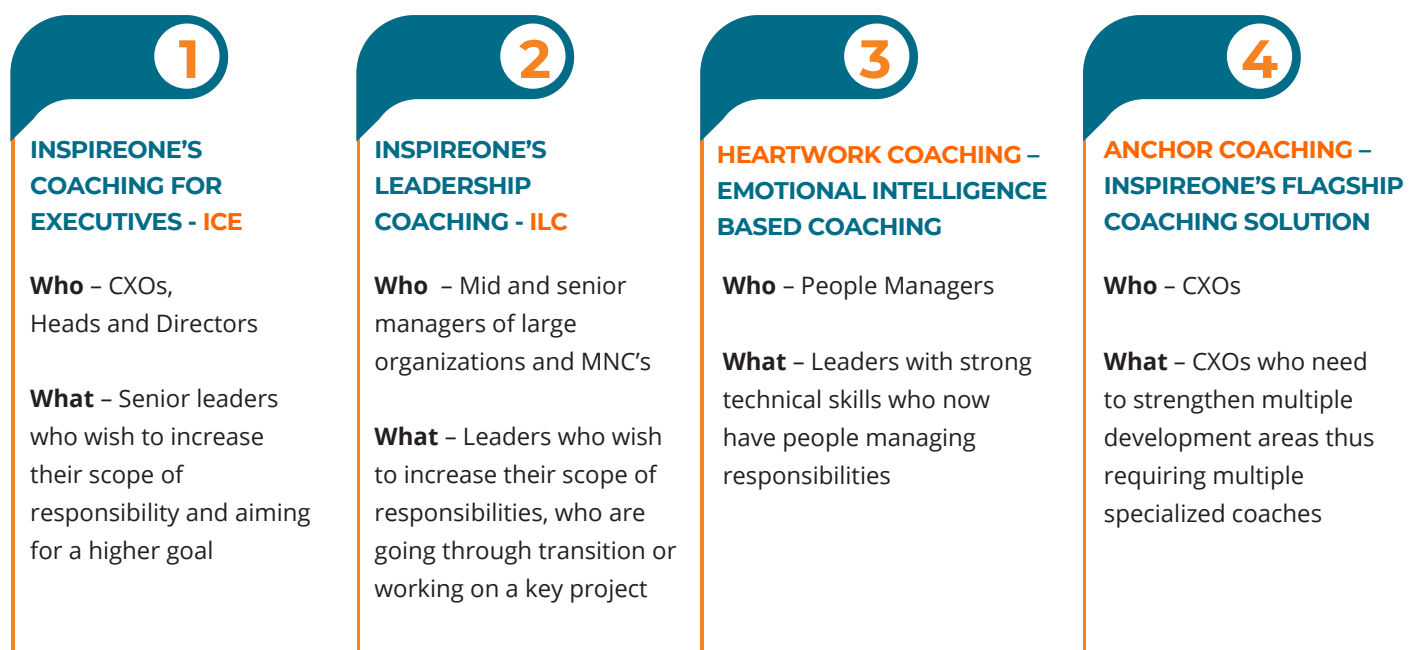 1
INSPIREONE’S
COACHING FOR
EXECUTIVES - ICE
Who – CXOs,
Heads and Directors
What – Senior leaders
who wish to increase
their scope of
responsibility and aiming
for a higher goal
2
INSPIREONE’S
LEADERSHIP
COACHING - ILC
Who – Mid and senior
managers of large
organizations and MNC’s
What – Leaders who wish
to increase their scope of
responsibilities, who are
going through transition or
working on a key project
3
HEARTWORK COACHING –
EMOTIONAL INTELLIGENCE
BASED COACHING
Who – People Managers
What – Leaders with strong
technical skills who now
have people managing
responsibilities
4
ANCHOR COACHING –
INSPIREONE’S FLAGSHIP
COACHING SOLUTION
Who – CXOs
What – CXOs who need
to strengthen multiple
development areas thus
requiring multiple
specialized coaches